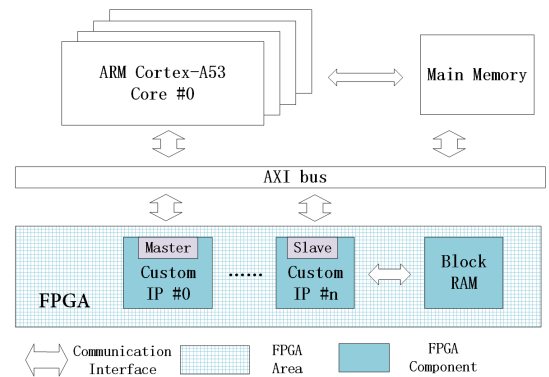 ARM Cortex-A53
Core #0
Main Memory
AXI bus
Master
Custom
IP #0
......
Slave
Custom
IP #n
Block
RAM
FPGA
Communication
Interface
FPGA
Area
FPGA
Component